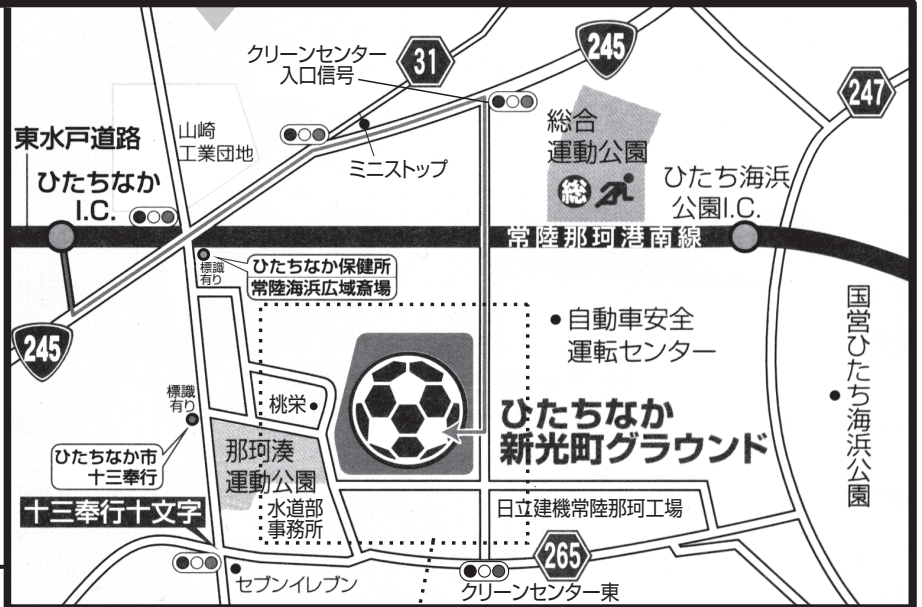 クリーンセンター
入口信号
31
245
247
東水戸道路
ひたちなか
I.C.
山崎
工業団地
ミニストップ
総合
運動公園
総
ひたち海浜
公園I.C.
常陸那珂港南線
標識
有り
ひたちなか保健所
常陸海浜広域斎場
245
自動車安全
運転センター
国営ひたち海浜公園
標識
有り
桃栄
ひたちなか
新光町グラウンド
ひたちなか市
十三奉行
那珂湊
運動公園
水道部
事務所
十三奉行十文字
日立建機常陸那珂工場
265
セブンイレブン
クリーンセンター東